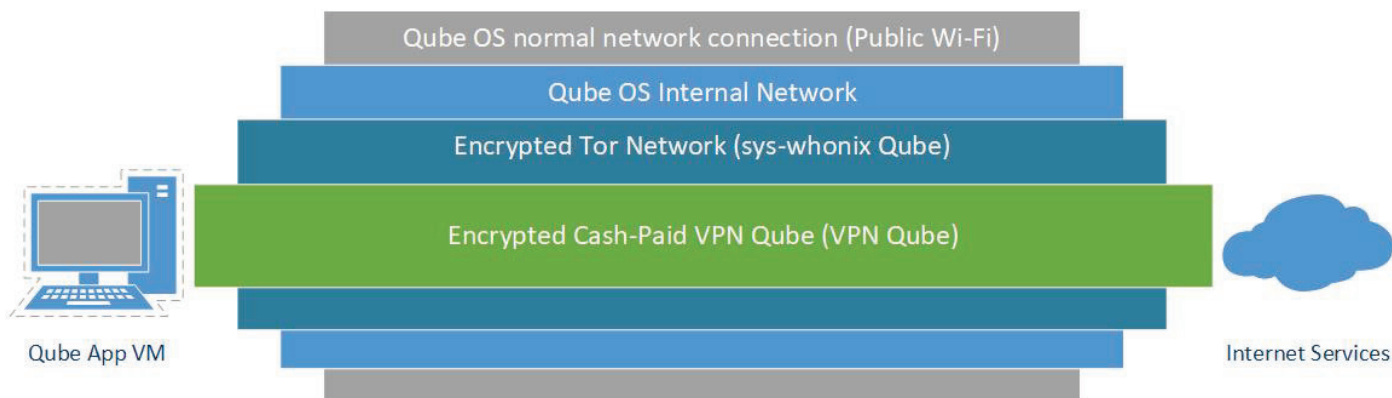 Qube OS normal network connection (Public Wi-Fi)
Qube OS Internal Network
Encrypted Tor Network (sys-whonix Qube)
Encrypted Cash-Paid VPN Qube (VPN Qube)
Qube App VM
Internet Services